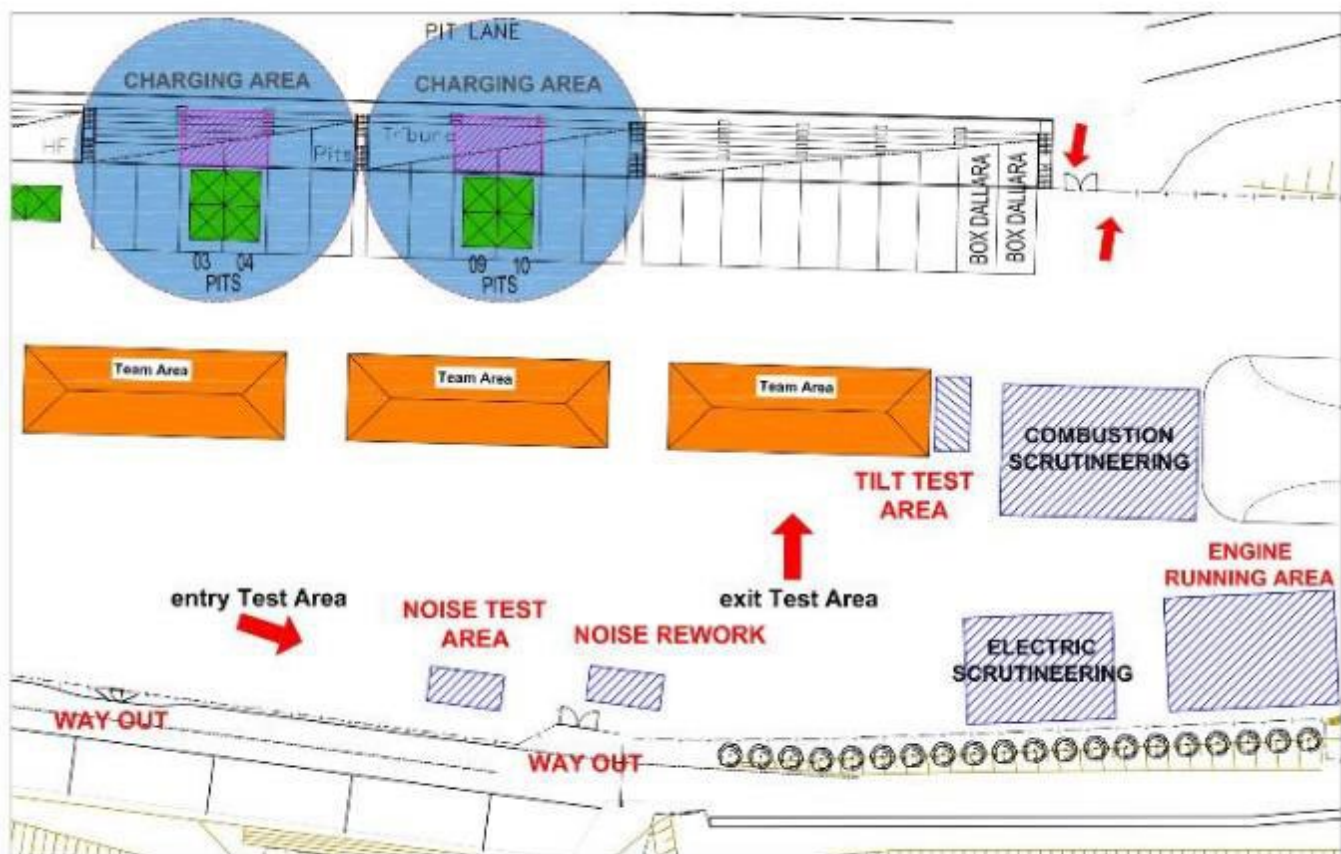 PIT LANE
CHARGING AREA
CHARGING AREA
HF
Pits
Tribuna
BOX DALLARA
BOX DALLARA
03 04
PITS
09 10
PITS
Team Area
Team Area
Team Area
COMBUSTION
SCRUTINEERING
TILT TEST
AREA
ENGINE
RUNNING AREA
entry Test Area
exit Test Area
NOISE TEST
AREA
NOISE REWORK
ELECTRIC
SCRUTINEERING
WAY OUT
WAY OUT